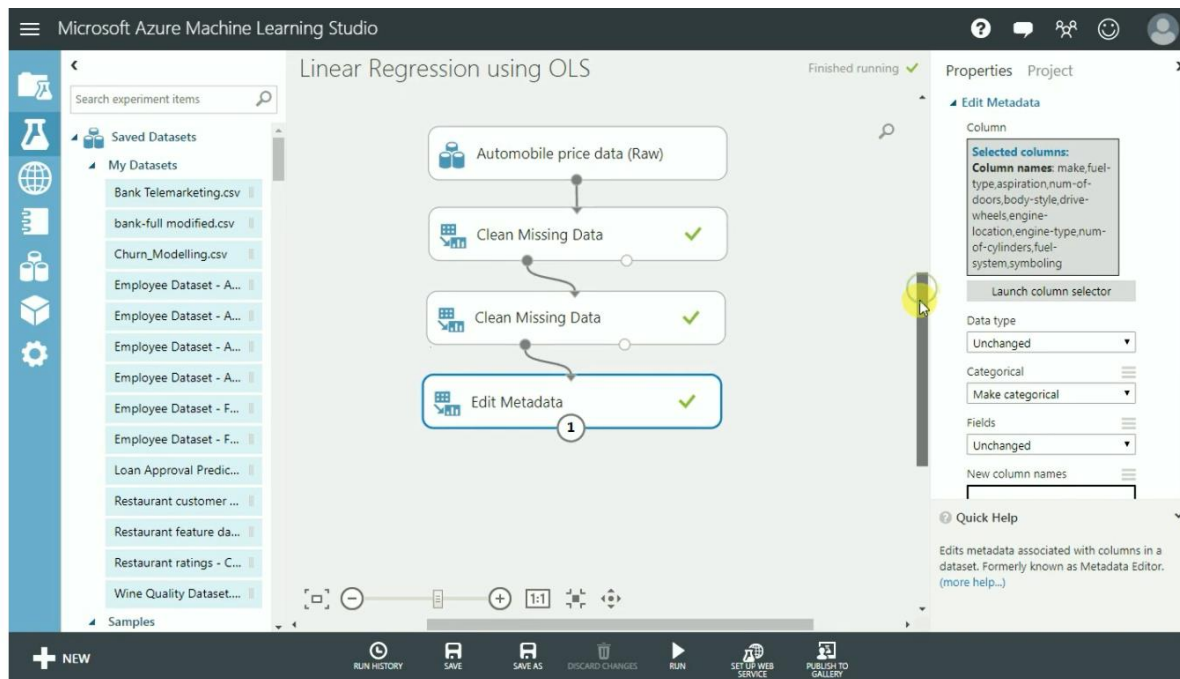 Microsoft Azure Machine Learning Studio
Search experiment items
Saved Datasets
My Datasets
Bank Telemarketing.csv
bank-full modified.csv
Churn_Modelling.csv
Employee Dataset - A...
Employee Dataset - A...
Employee Dataset - A...
Employee Dataset - A...
Employee Dataset - F...
Employee Dataset - F...
Loan Approval Predic...
Restaurant customer ...
Restaurant feature da...
Restaurant ratings - C...
Wine Quality Dataset....
Samples
Linear Regression using OLS
Finished running
Automobile price data (Raw)
Clean Missing Data
Clean Missing Data
Edit Metadata
1
1:1
Properties Project
Edit Metadata
Column
Selected columns:
Column names: make,fuel-
type,aspiration,num-of-
doors,body-style,drive-
wheels,engine-
location,engine-type,num-
of-cylinders,fuel-
system,symboling
Launch column selector
Data type
Unchanged
Categorical
Make categorical
Fields
Unchanged
New column names
Quick Help
Edits metadata associated with columns in a
dataset. Formerly known as Metadata Editor.
(more help...)
NEW
RUN HISTORY
SAVE
SAVE AS
DISCARD CHANGES
RUN
SET UP WEB
SERVICE
PUBLISH TO
GALLERY